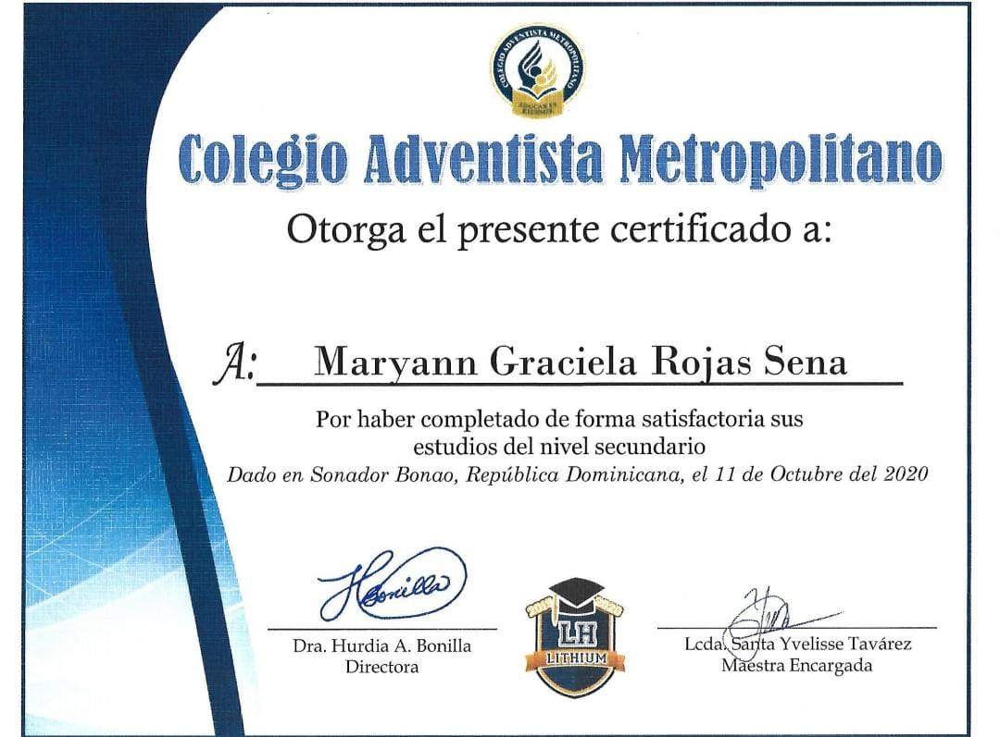 COLEGIO ADVENTISTA METROPOLITANO
EDUCAR ES
REDIMIR
Colegio Adventista Metropolitano
Otorga el presente certificado a:
A: Maryann Graciela Rojas Sena
Por haber completado de forma satisfactoria sus
estudios del nivel secundario
Dado en Sonador Bonao, República Dominicana, el 11 de Octubre del 2020
HBonilla
Dra. Hurdia A. Bonilla
Directora
LH
LITHIUM
Lcda. Santa Yvelisse Tavárez
Maestra Encargada